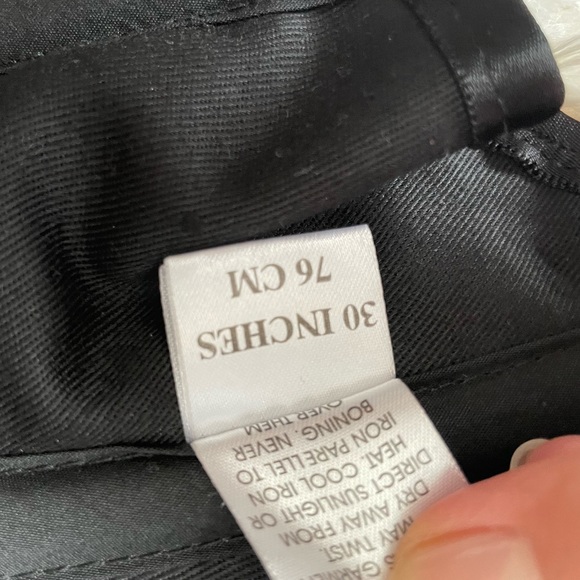 MAY TWIST.
DRY AWAY FROM
DIRECT SUNLIGHT OR
HEAT. COOL IRON
IRON PARELLEL TO
BONING. NEVER
OVER THEM
30 INCHES
76 CM